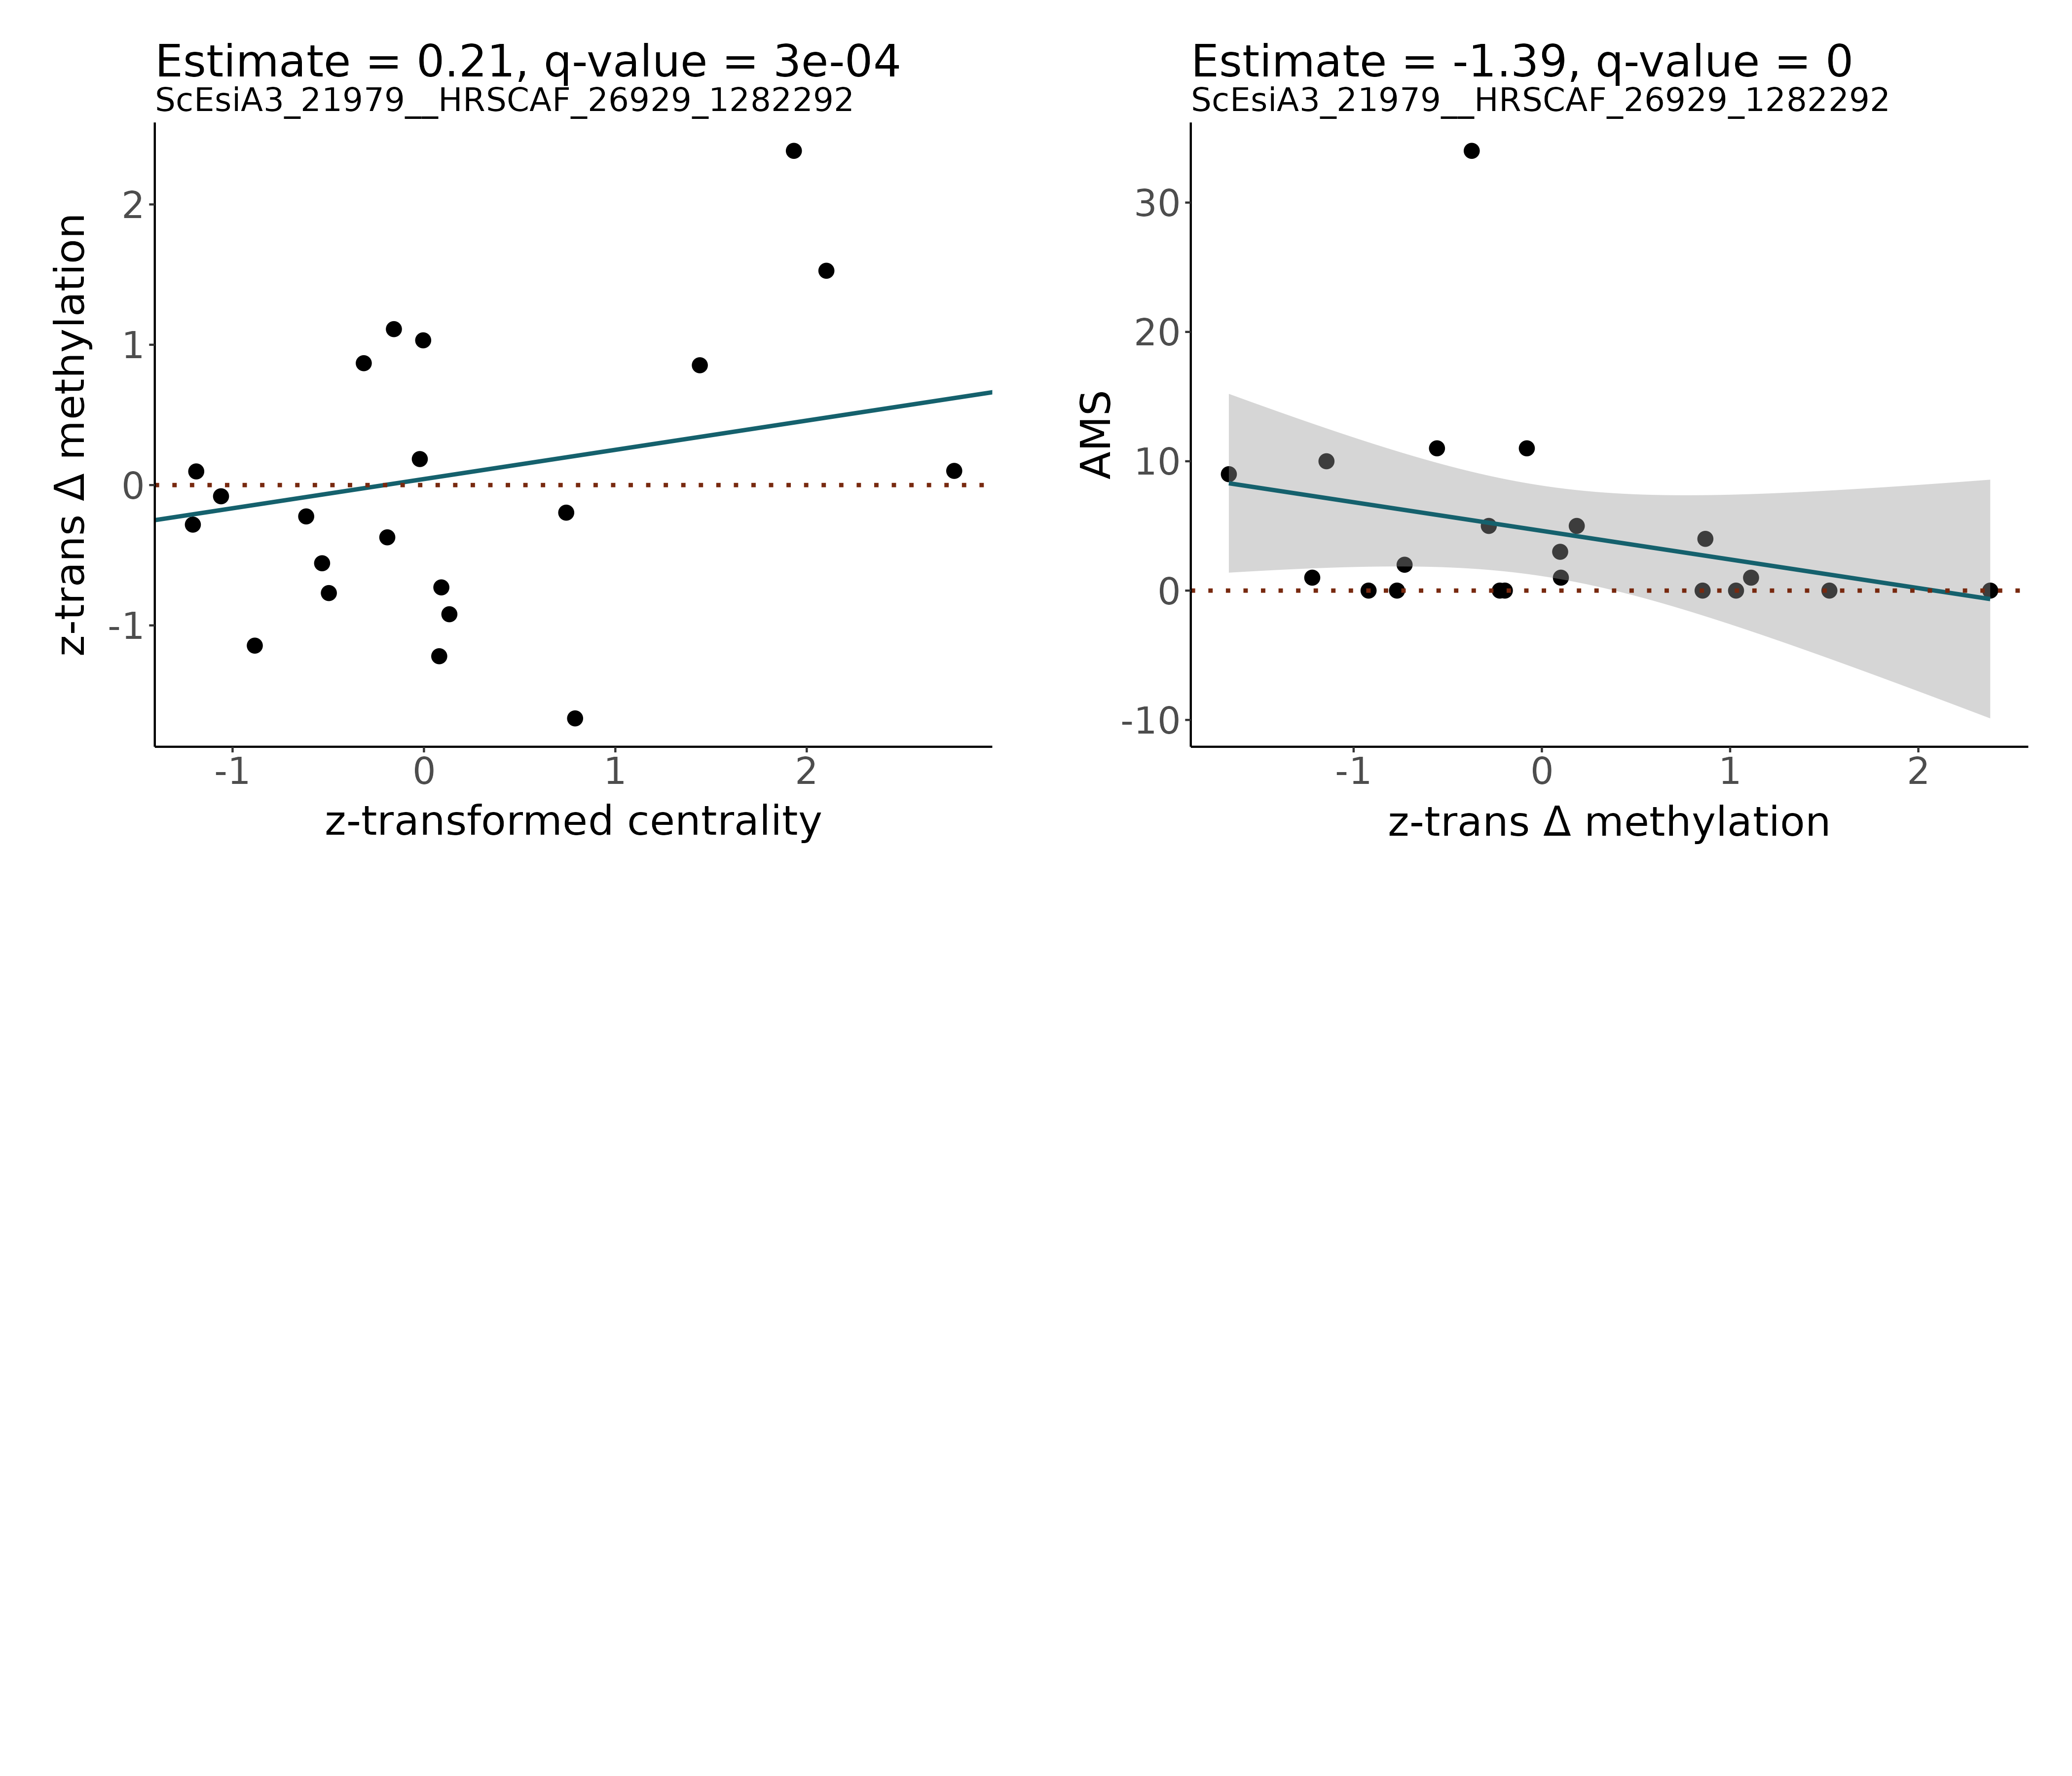 Estimate = 0.21, q-value = 3e-04
ScEsiA3_21979__HRSCAF_26929_1282292
z-trans Δ methylation
2
1
0
-1
-1
0
1
2
z-transformed centrality
Estimate = -1.39, q-value = 0
ScEsiA3_21979__HRSCAF_26929_1282292
AMS
30
20
10
0
-10
-1
0
1
2
z-trans Δ methylation